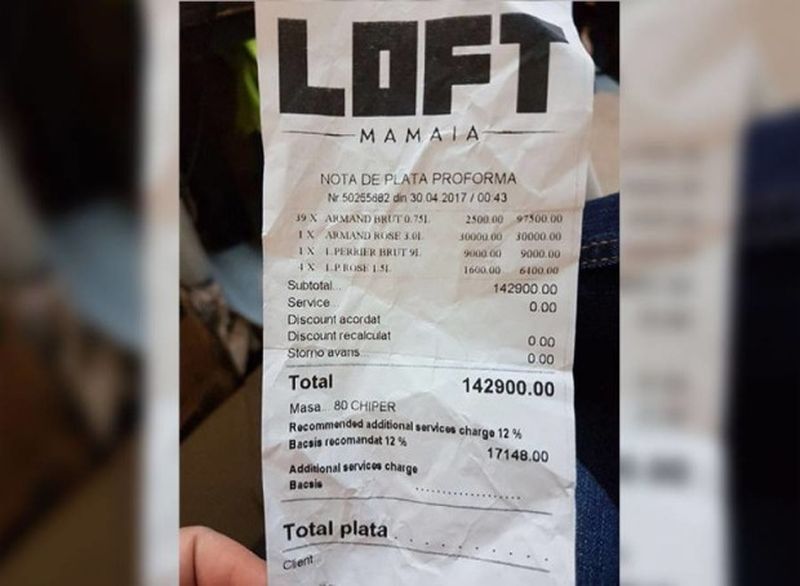 LOFT
MAMAIA
NOTA DE PLATA PROFORMA
Nr 50255682 din 30.04.2017 / 00:43
39 X ARMAND BRUT 0.75L 2500.00 97500.00
1 X ARMAND ROSE 3.0L 30000.00 30000.00
1 X L.PERRIER BRUT 9L 9000.00 9000.00
4 X L.P ROSE 1.5L 1600.00 6400.00
Subtotal... 142900.00
Service... 0.00
Discount acordat
Discount recalculat 0.00
Storno avans... 0.00
Total 142900.00
Masa... 80 CHIPER
Recommended additional services charge 12 %
Bacsis recomandat 12 % 17148.00
Additional services charge
Bacsis ....................
Total plata . . . . . . . . . .
Client...